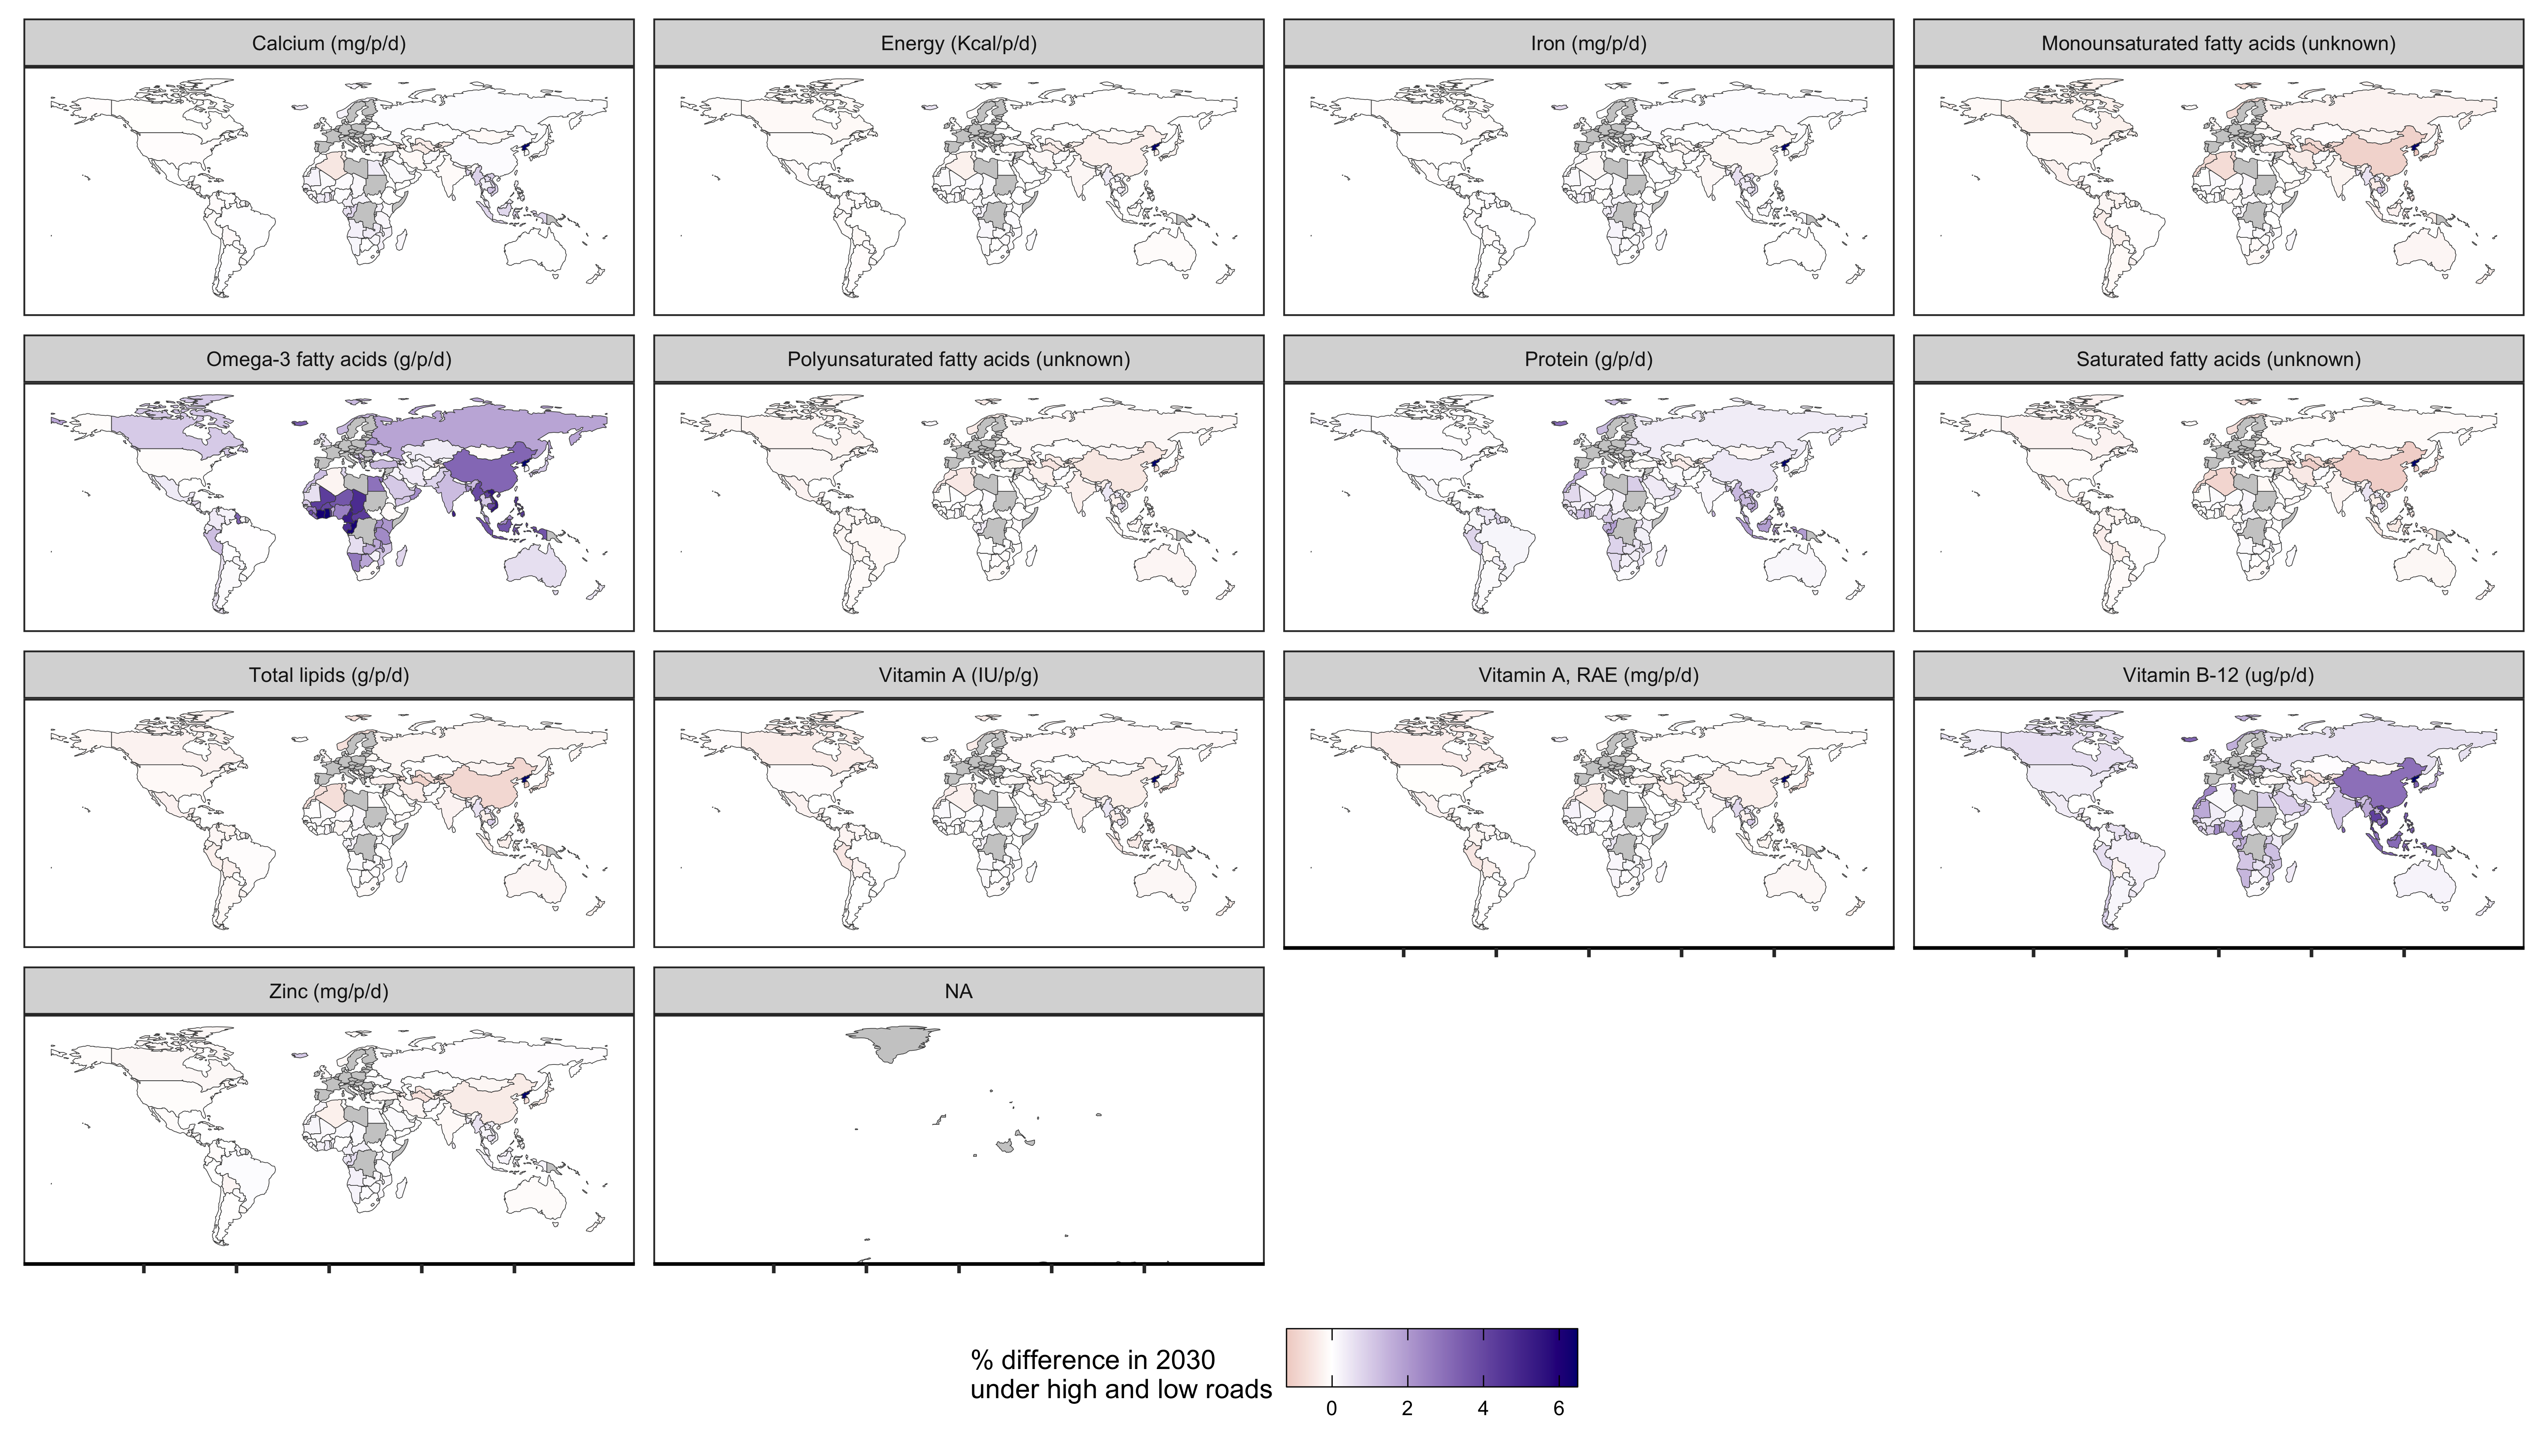 Calcium (mg/p/d)
Energy (Kcal/p/d)
Iron (mg/p/d)
Monounsaturated fatty acids (unknown)
Omega-3 fatty acids (g/p/d)
Polyunsaturated fatty acids (unknown)
Protein (g/p/d)
Saturated fatty acids (unknown)
Total lipids (g/p/d)
Vitamin A (IU/p/g)
Vitamin A, RAE (mg/p/d)
Vitamin B-12 (ug/p/d)
Zinc (mg/p/d)
NA
% difference in 2030
under high and low roads
0 2 4 6